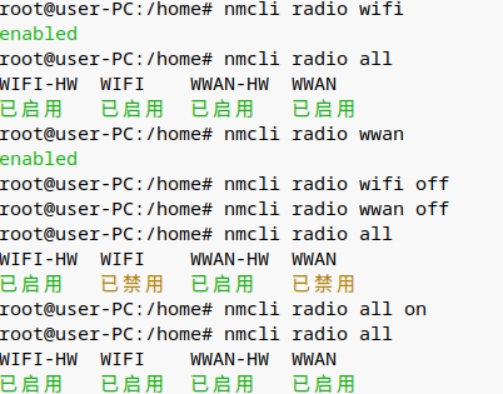 root@user-PC:/home# nmcli radio wifi
enabled
root@user-PC:/home# nmcli radio all
WIFI-HW  WIFI    WWAN-HW  WWAN
已启用   已启用  已启用   已启用
root@user-PC:/home# nmcli radio wwan
enabled
root@user-PC:/home# nmcli radio wifi off
root@user-PC:/home# nmcli radio wwan off
root@user-PC:/home# nmcli radio all
WIFI-HW  WIFI    WWAN-HW  WWAN
已启用   已禁用  已启用   已禁用
root@user-PC:/home# nmcli radio all on
root@user-PC:/home# nmcli radio all
WIFI-HW  WIFI    WWAN-HW  WWAN
已启用   已启用  已启用   已启用